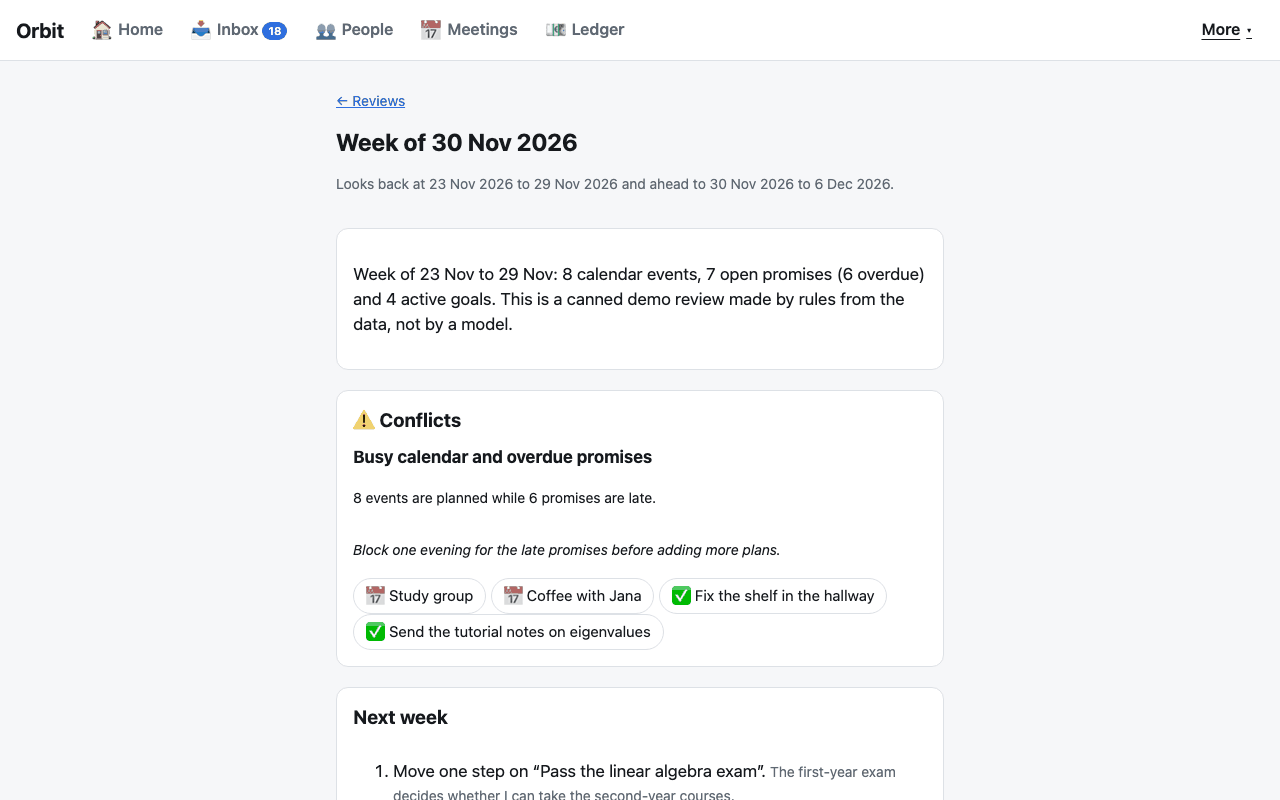 Orbit Home Inbox 18 People Meetings Ledger More
← Reviews
Week of 30 Nov 2026
Looks back at 23 Nov 2026 to 29 Nov 2026 and ahead to 30 Nov 2026 to 6 Dec 2026.
Week of 23 Nov to 29 Nov: 8 calendar events, 7 open promises (6 overdue)
and 4 active goals. This is a canned demo review made by rules from the
data, not by a model.
⚠️ Conflicts
Busy calendar and overdue promises
8 events are planned while 6 promises are late.
Block one evening for the late promises before adding more plans.
📅 Study group 📅 Coffee with Jana ✅ Fix the shelf in the hallway
✅ Send the tutorial notes on eigenvalues
Next week
1. Move one step on “Pass the linear algebra exam”. The first-year exam
decides whether I can take the second-year courses.